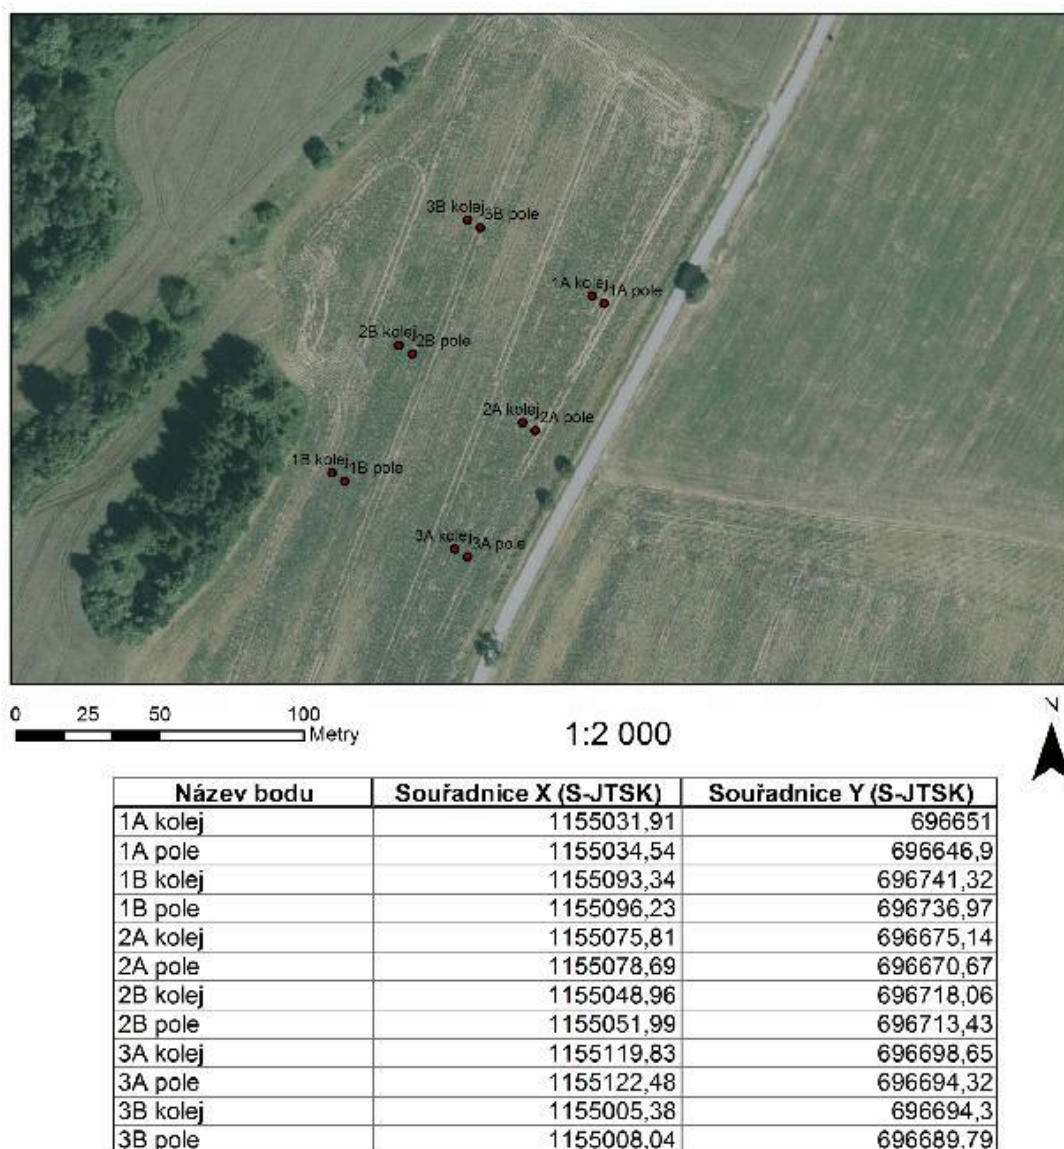 3B kolej 3B pole
1A kolej 1A pole
2B kolej 2B pole
2A kolej 2A pole
1B kolej 1B pole
3A kolej 3A pole
0 25 50 100
Metry
1:2 000
Název bodu Souřadnice X (S-JTSK) Souřadnice Y (S-JTSK)
1A kolej 1155031,91 696651
1A pole 1155034,54 696646,9
1B kolej 1155093,34 696741,32
1B pole 1155096,23 696736,97
2A kolej 1155075,81 696675,14
2A pole 1155078,69 696670,67
2B kolej 1155048,96 696718,06
2B pole 1155051,99 696713,43
3A kolej 1155119,83 696698,65
3A pole 1155122,48 696694,32
3B kolej 1155005,38 696694,3
3B pole 1155008,04 696689,79